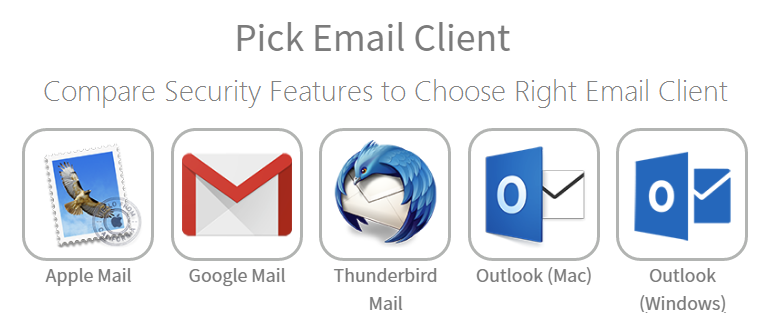 Pick Email Client
Compare Security Features to Choose Right Email Client
Apple Mail
Google Mail
Thunderbird
Mail
Outlook (Mac)
Outlook
(Windows)